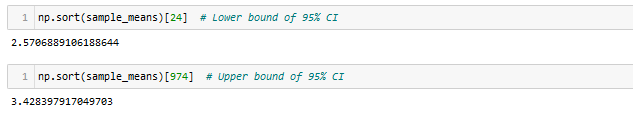 1 np.sort(sample_means)[24]  # Lower bound of 95% CI
2.5706889106188644
1 np.sort(sample_means)[974]  # Upper bound of 95% CI
3.428397917049703